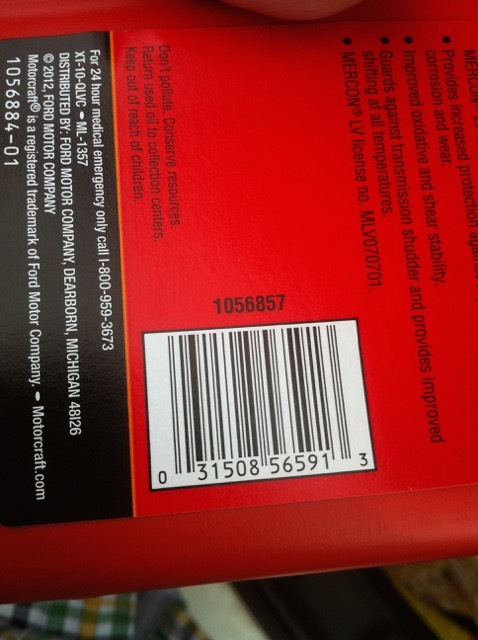 MERCON
• Provides increased protection against
corrosion and wear.
• Improved oxidative and shear stability.
• Guards against transmission shudder and provides improved
shifting at all temperatures.
• MERCON® LV license no. MLV070701.
Don't pollute. Conserve resources.
Return used oil to collection centers.
Keep out of reach of children.
For 24 hour medical emergency only call 1-800-959-3673
XT-10-QLVC • ML-1357
DISTRIBUTED BY: FORD MOTOR COMPANY, DEARBORN, MICHIGAN 48126
© 2012, FORD MOTOR COMPANY
Motorcraft® is a registered trademark of Ford Motor Company. • Motorcraft.com
1056884-01
1056857
0 31508 56591 3